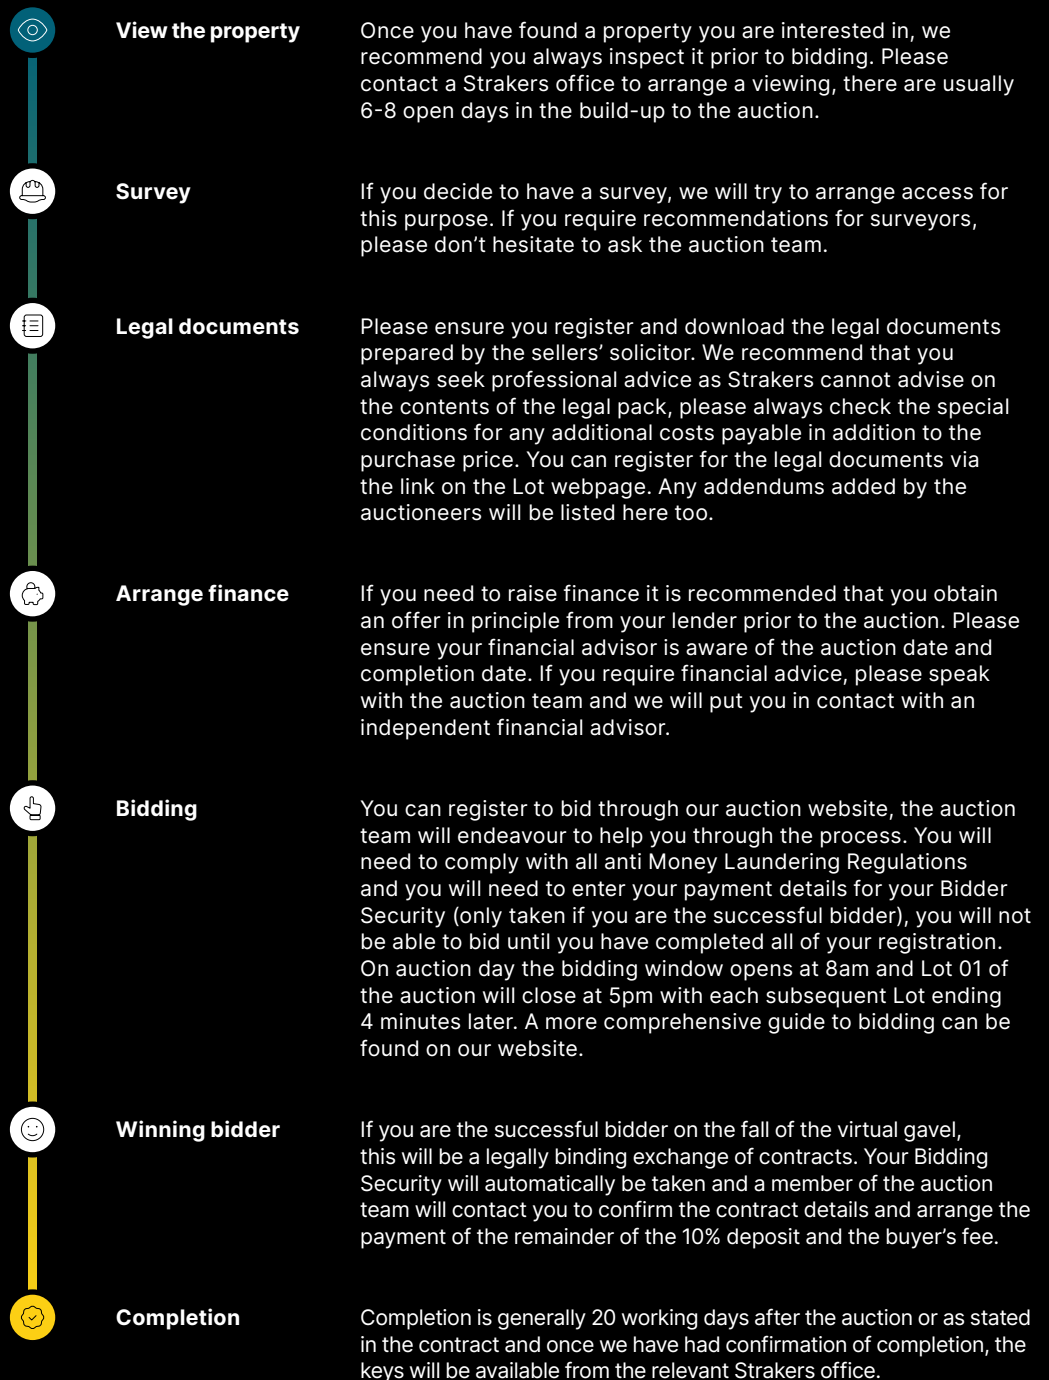 View the property
Once you have found a property you are interested in, we
recommend you always inspect it prior to bidding. Please
contact a Strakers office to arrange a viewing, there are usually
6-8 open days in the build-up to the auction.
Survey
If you decide to have a survey, we will try to arrange access for
this purpose. If you require recommendations for surveyors,
please don’t hesitate to ask the auction team.
Legal documents
Please ensure you register and download the legal documents
prepared by the sellers’ solicitor. We recommend that you
always seek professional advice as Strakers cannot advise on
the contents of the legal pack, please always check the special
conditions for any additional costs payable in addition to the
purchase price. You can register for the legal documents via
the link on the Lot webpage. Any addendums added by the
auctioneers will be listed here too.
Arrange finance
If you need to raise finance it is recommended that you obtain
an offer in principle from your lender prior to the auction. Please
ensure your financial advisor is aware of the auction date and
completion date. If you require financial advice, please speak
with the auction team and we will put you in contact with an
independent financial advisor.
Bidding
You can register to bid through our auction website, the auction
team will endeavour to help you through the process. You will
need to comply with all anti Money Laundering Regulations
and you will need to enter your payment details for your Bidder
Security (only taken if you are the successful bidder), you will not
be able to bid until you have completed all of your registration.
On auction day the bidding window opens at 8am and Lot 01 of
the auction will close at 5pm with each subsequent Lot ending
4 minutes later. A more comprehensive guide to bidding can be
found on our website.
Winning bidder
If you are the successful bidder on the fall of the virtual gavel,
this will be a legally binding exchange of contracts. Your Bidding
Security will automatically be taken and a member of the auction
team will contact you to confirm the contract details and arrange the
payment of the remainder of the 10% deposit and the buyer’s fee.
Completion
Completion is generally 20 working days after the auction or as stated
in the contract and once we have had confirmation of completion, the
keys will be available from the relevant Strakers office.